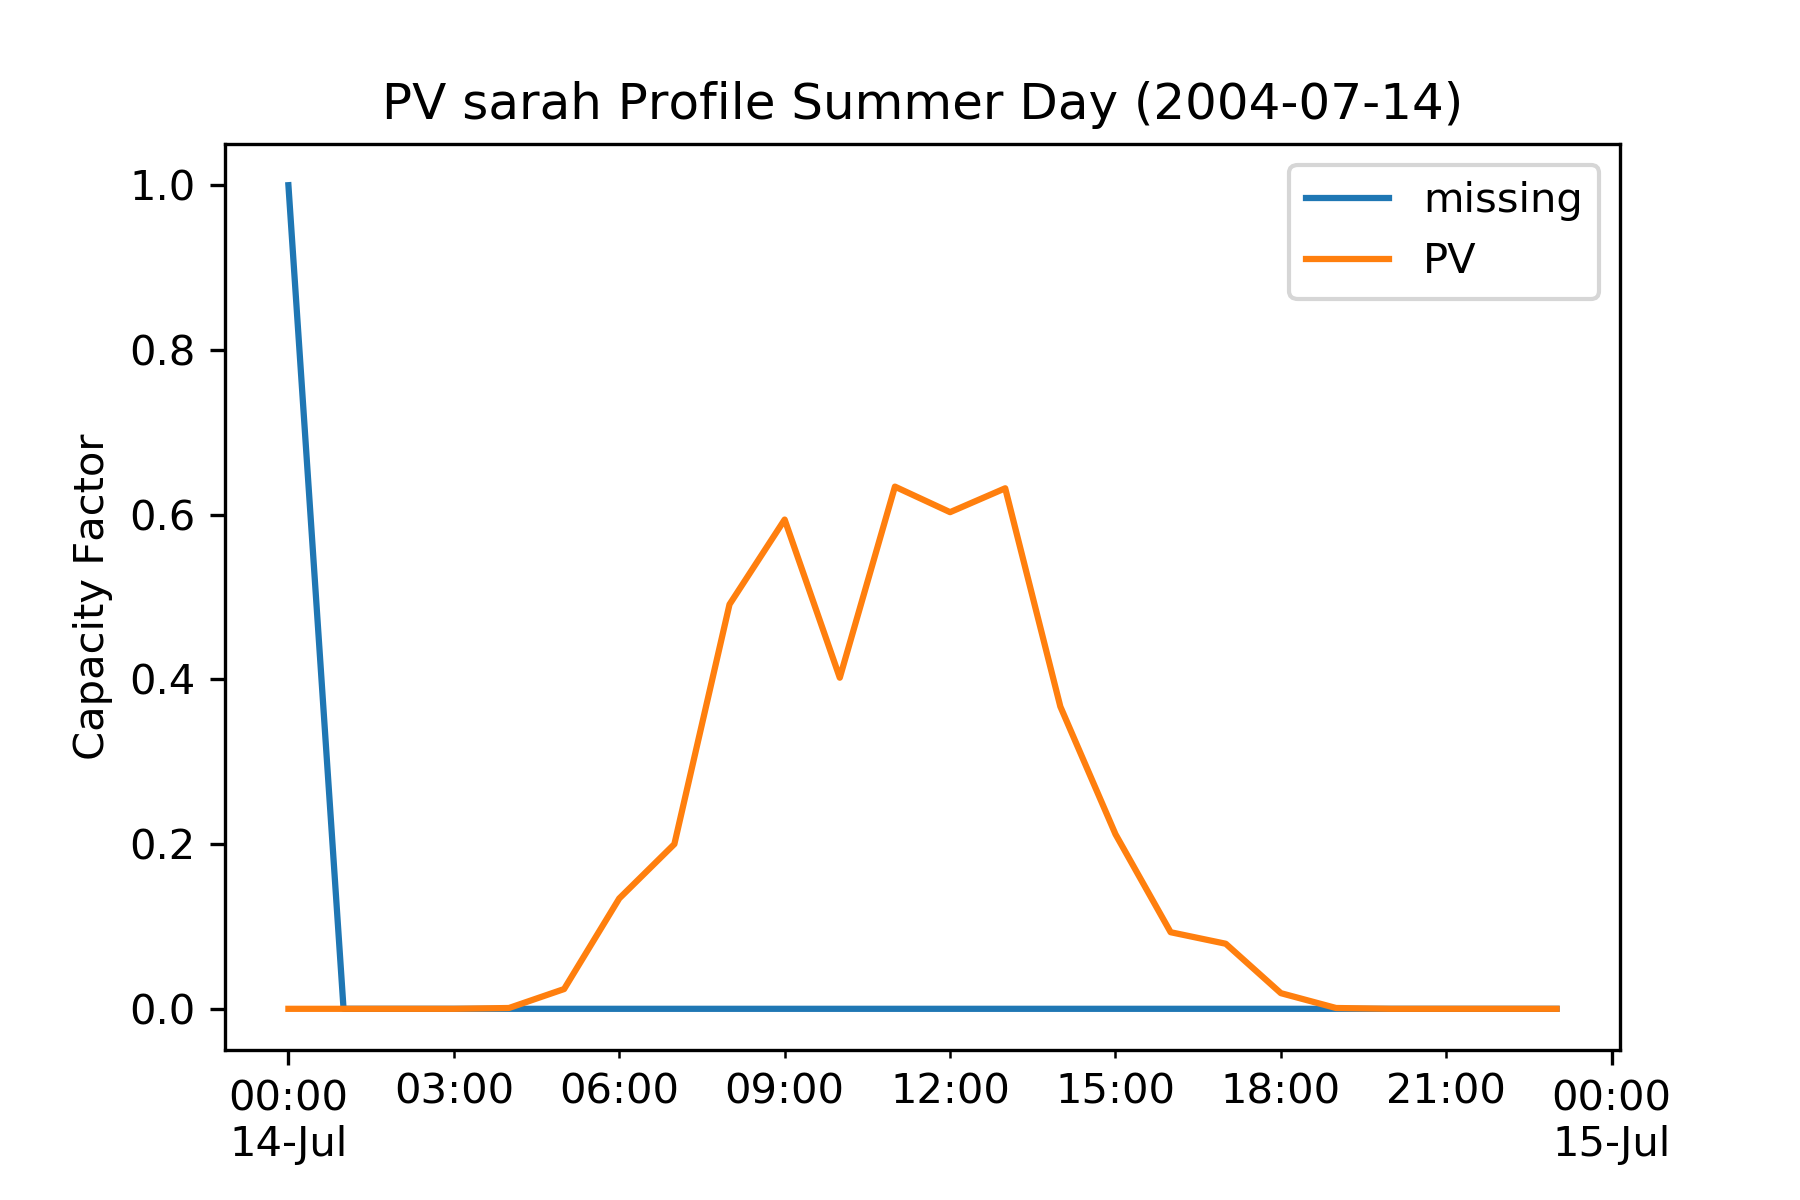 PV sarah Profile Summer Day (2004-07-14)
missing
PV
1.0
0.8
0.6
0.4
0.2
0.0
Capacity Factor
00:00 03:00 06:00 09:00 12:00 15:00 18:00 21:00 00:00
14-Jul 15-Jul